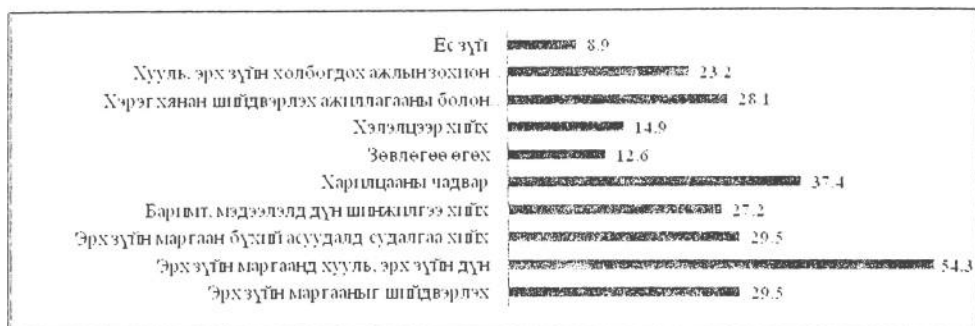 Ёс зүй 8.9
Хууль, эрх зүйн холбогдох ажлын зохион... 23.2
Хэрэг хянан шийдвэрлэх ажиллагааны болон... 28.1
Хэлэлцээр хийх 14.9
Зөвлөгөө өгөх 12.6
Харилцааны чадвар 37.4
Баримт, мэдээлэлд дүн шинжилгээ хийх 27.2
Эрх зүйн маргаан бүхий асуудалд судалгаа хийх 29.5
Эрх зүйн маргаанд хууль, эрх зүйн дүн 54.3
Эрх зүйн маргааныг шийдвэрлэх 29.5